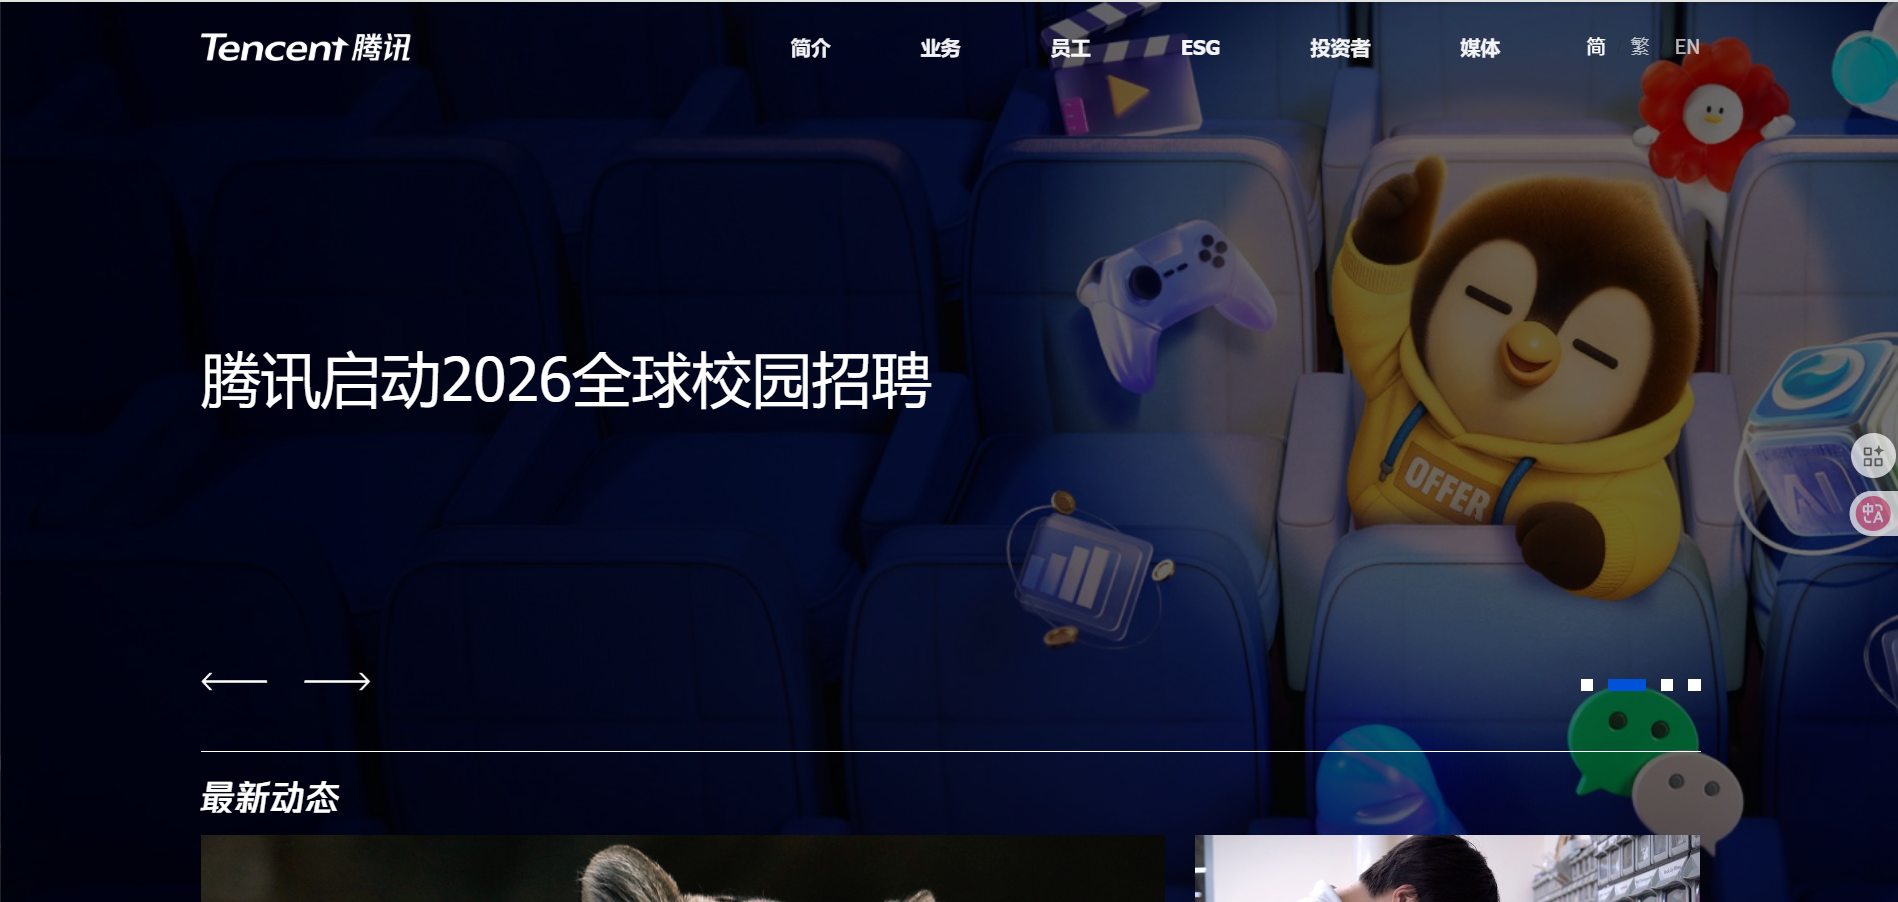 Tencent 腾讯
简介 业务 员工 ESG 投资者 媒体 简 繁 EN
腾讯启动2026全球校园招聘
OFFER
AI
中A
最新动态